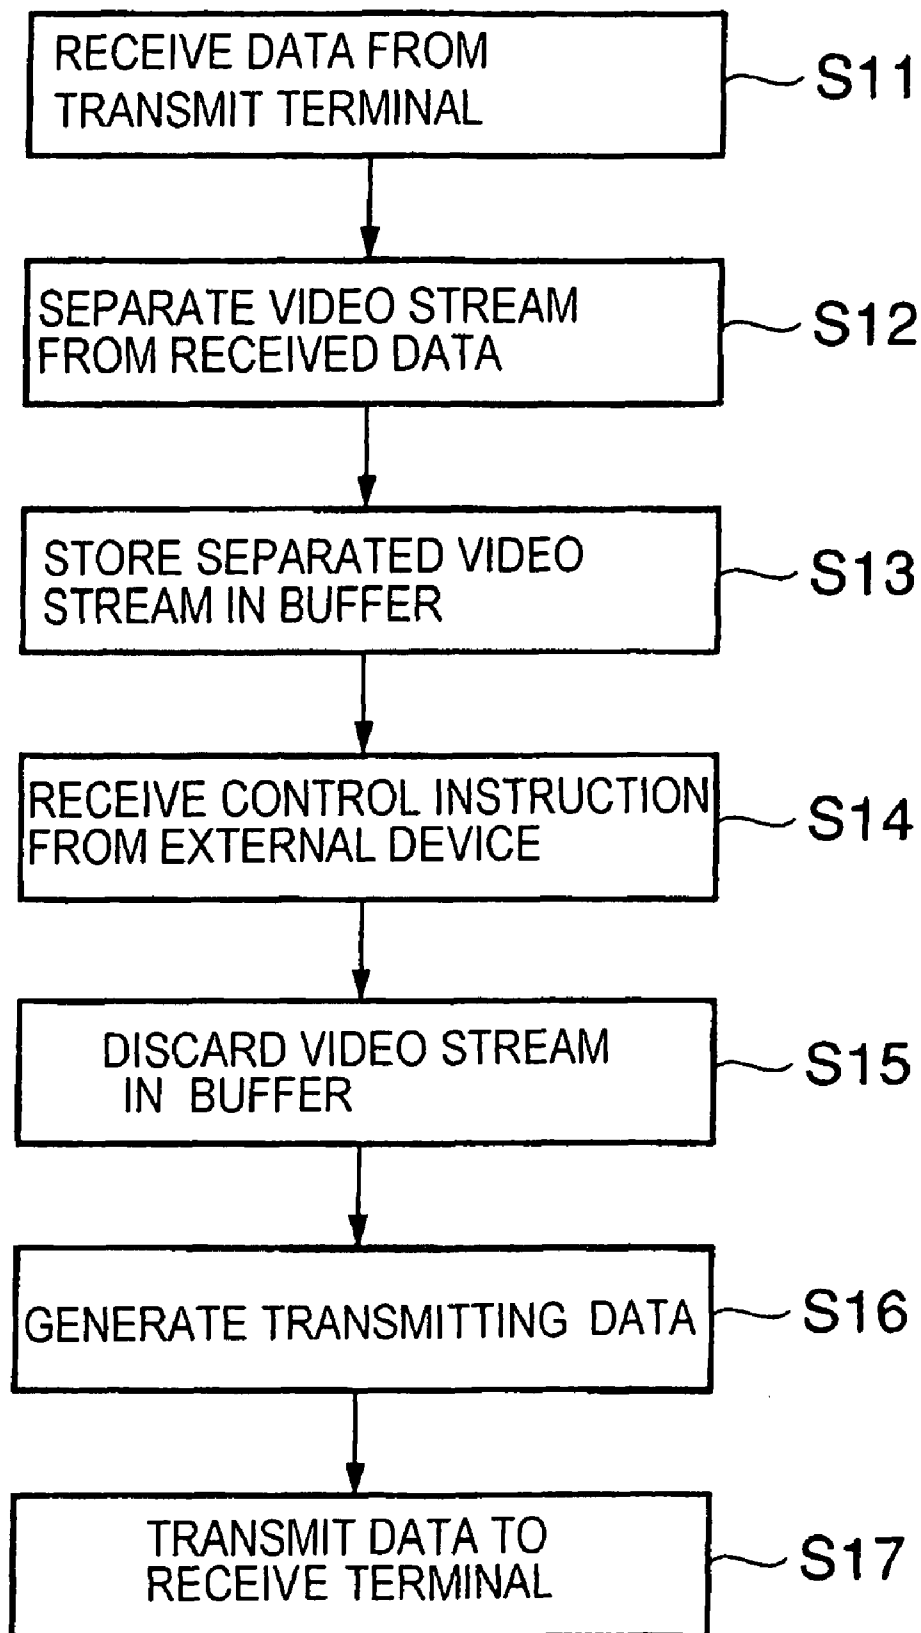 RECEIVE DATA FROM
TRANSMIT TERMINAL
S11
SEPARATE VIDEO STREAM
FROM RECEIVED DATA
S12
STORE SEPARATED VIDEO
STREAM IN BUFFER
S13
RECEIVE CONTROL INSTRUCTION
FROM EXTERNAL DEVICE
S14
DISCARD VIDEO STREAM
IN BUFFER
S15
GENERATE TRANSMITTING DATA
S16
TRANSMIT DATA TO
RECEIVE TERMINAL
S17